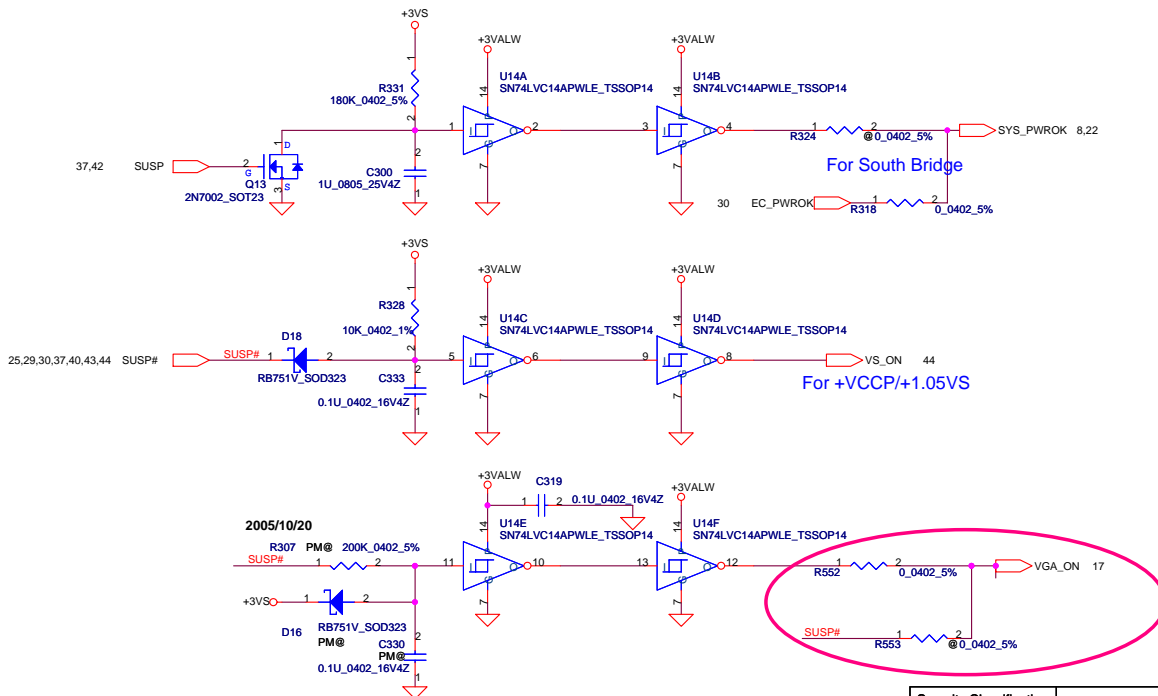 +3VS
+3VALW
+3VALW
1
R331
180K_0402_5%
2
14
U14A
SN74LVC14APWLE_TSSOP14
P
I O
G
1
2
7
14
U14B
SN74LVC14APWLE_TSSOP14
P
I O
G
3
4
7
1
2
R324
@0_0402_5%
SYS_PWROK 8,22
For South Bridge
37,42 SUSP
2
G
1
D
S
3
Q13
2N7002_SOT23
2
C300
1U_0805_25V4Z
1
30 EC_PWROK
1
R318
2
0_0402_5%
+3VS
+3VALW
+3VALW
1
R328
10K_0402_1%
2
14
U14C
SN74LVC14APWLE_TSSOP14
P
I O
G
5
6
7
14
U14D
SN74LVC14APWLE_TSSOP14
P
I O
G
9
8
7
VS_ON 44
For +VCCP/+1.05VS
25,29,30,37,40,43,44 SUSP#
SUSP#
1
D18
2
RB751V_SOD323
2
C333
0.1U_0402_16V4Z
1
+3VALW
+3VALW
1
C319
2
0.1U_0402_16V4Z
2005/10/20
R307 PM@ 200K_0402_5%
SUSP#
1
2
14
U14E
SN74LVC14APWLE_TSSOP14
P
I O
G
11
10
7
14
U14F
SN74LVC14APWLE_TSSOP14
P
I O
G
13
12
7
1
R552
2
0_0402_5%
VGA_ON 17
+3VS
1
2
D16
RB751V_SOD323
PM@
2
C330
PM@
0.1U_0402_16V4Z
1
SUSP#
1
R553
2
@0_0402_5%